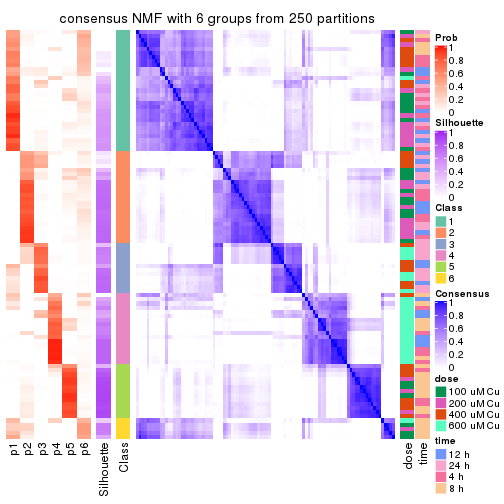 consensus NMF with 6 groups from 250 partitions
Prob
1
0.8
0.6
0.4
0.2
0
Silhouette
1
0.8
0.6
0.4
0.2
0
Class
1
2
3
4
5
6
Consensus
1
0.8
0.6
0.4
0.2
0
dose
100 uM Cu
200 uM Cu
400 uM Cu
600 uM Cu
time
12 h
24 h
4 h
8 h
p1
p2
p3
p4
p5
p6
Silhouette
Class
dose
time